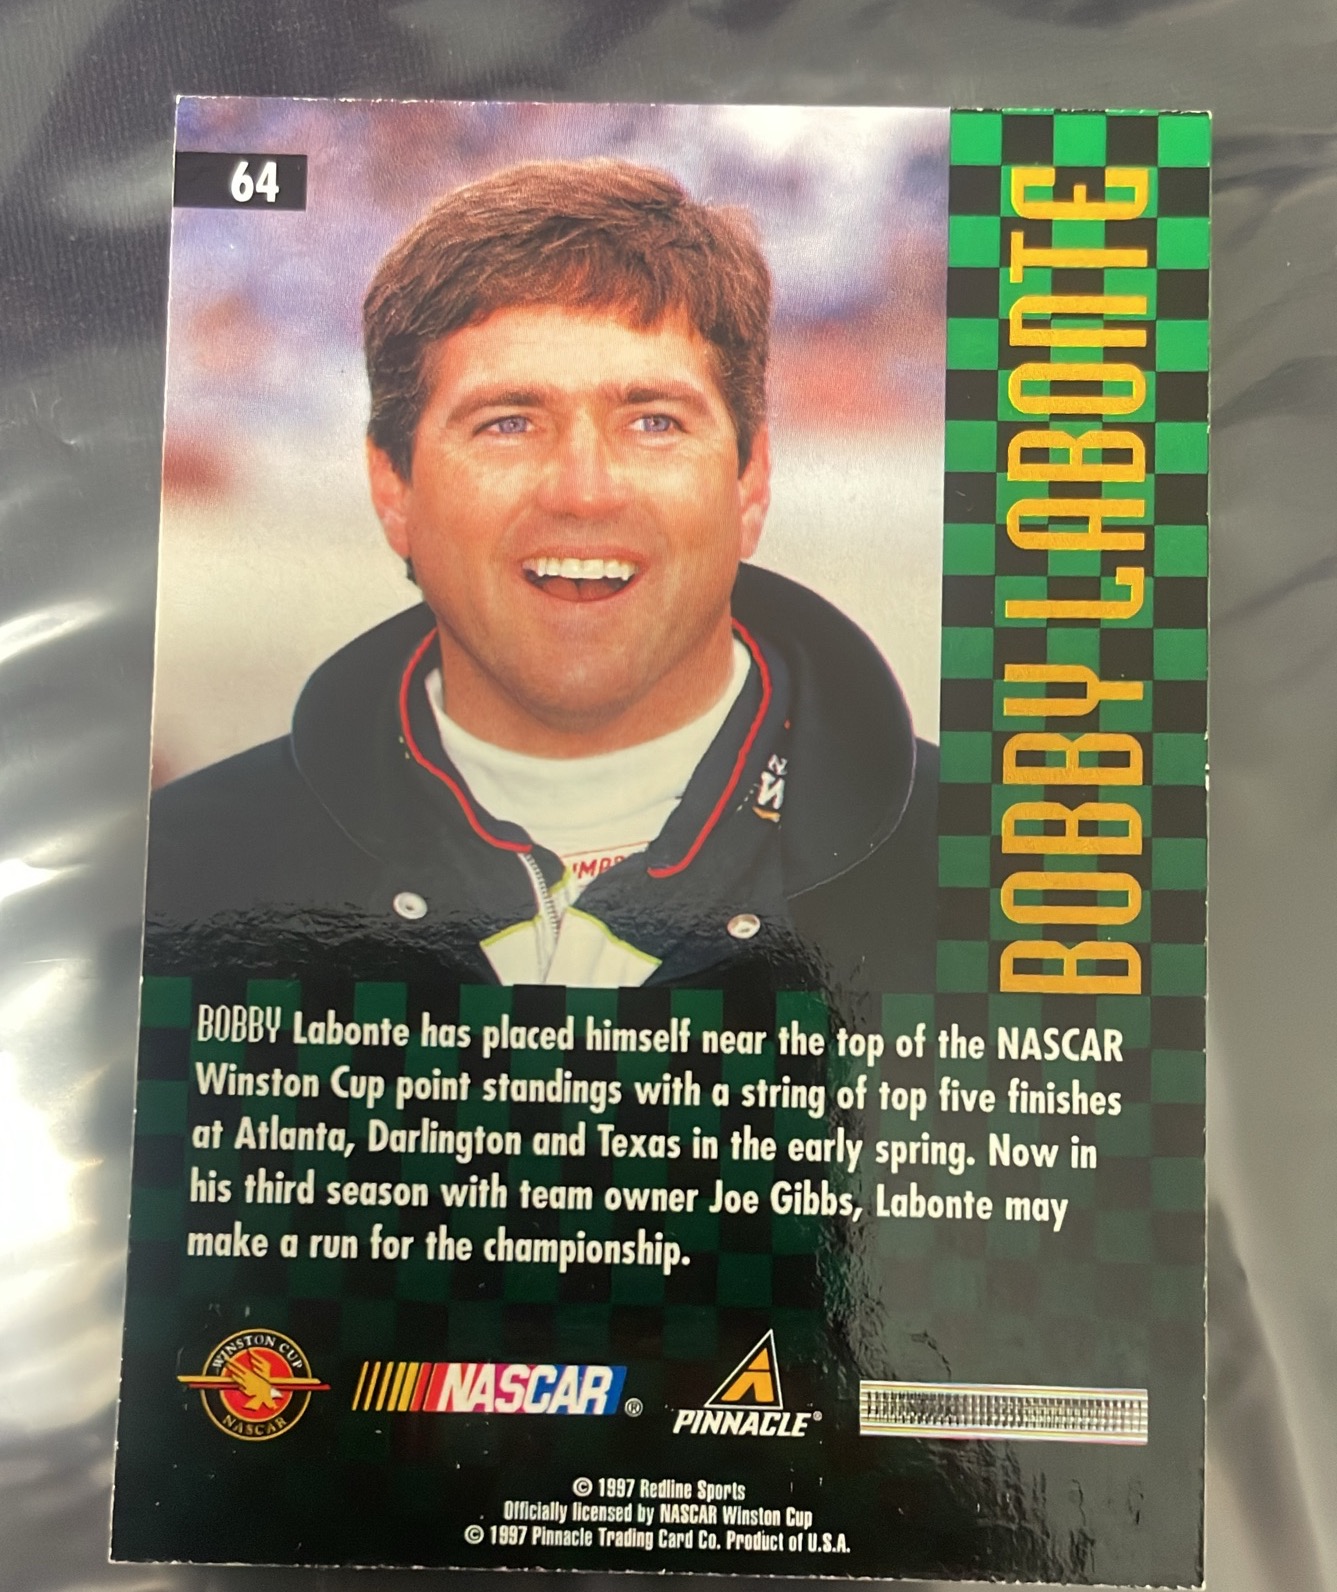 64
BOBBY LABONTE
BOBBY Labonte has placed himself near the top of the NASCAR
Winston Cup point standings with a string of top five finishes
at Atlanta, Darlington and Texas in the early spring. Now in
his third season with team owner Joe Gibbs, Labonte may
make a run for the championship.
WINSTON CUP
NASCAR
NASCAR®
PINNACLE®
© 1997 Redline Sports
Officially licensed by NASCAR Winston Cup
© 1997 Pinnacle Trading Card Co. Product of U.S.A.